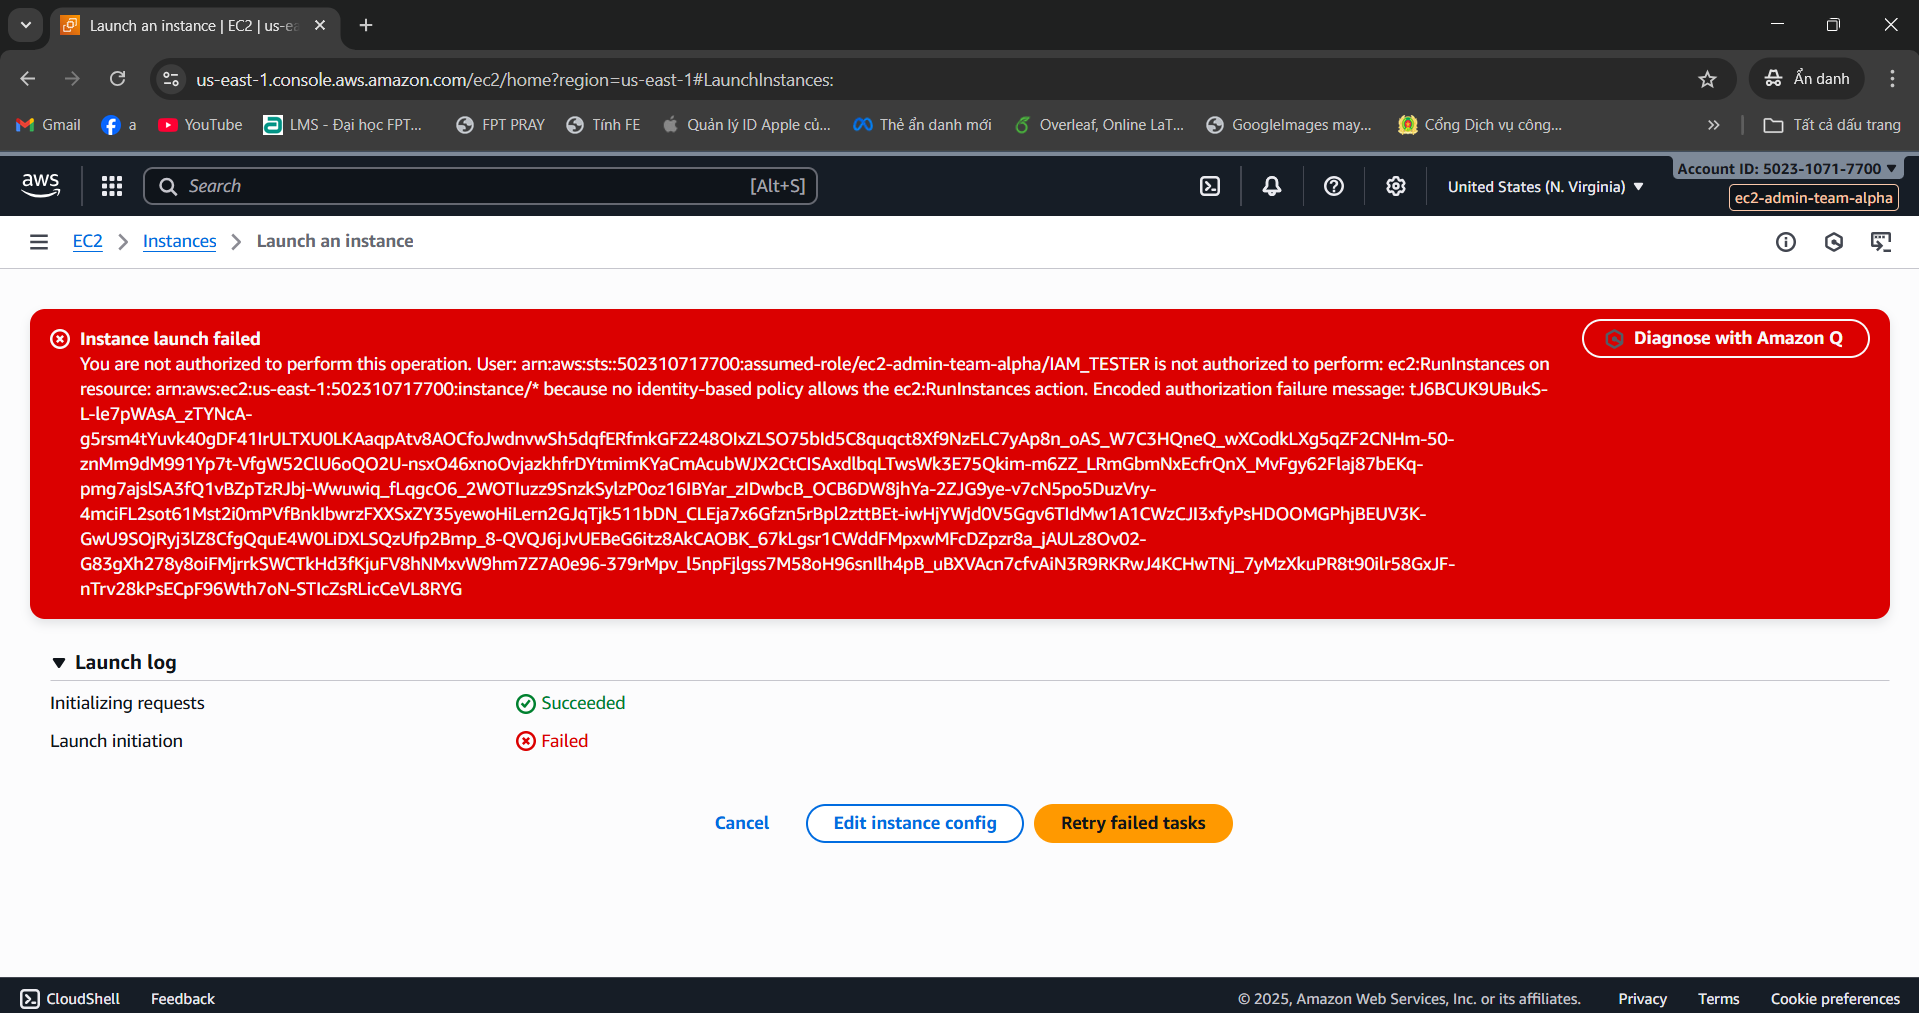 Launch an instance | EC2 | us-ea
us-east-1.console.aws.amazon.com/ec2/home?region=us-east-1#LaunchInstances:
Ẩn danh
Gmail
a
YouTube
LMS - Đại học FPT...
FPT PRAY
Tính FE
Quản lý ID Apple củ...
Thẻ ẩn danh mới
Overleaf, Online LaT...
GoogleImages may...
Cổng Dịch vụ công...
Tất cả dấu trang
aws
Search
[Alt+S]
United States (N. Virginia)
Account ID: 5023-1071-7700
ec2-admin-team-alpha
EC2 > Instances > Launch an instance
Instance launch failed
Diagnose with Amazon Q
You are not authorized to perform this operation. User: arn:aws:sts::502310717700:assumed-role/ec2-admin-team-alpha/IAM_TESTER is not authorized to perform: ec2:RunInstances on
resource: arn:aws:ec2:us-east-1:502310717700:instance/* because no identity-based policy allows the ec2:RunInstances action. Encoded authorization failure message: tJ6BCUK9UBukS-
L-le7pWAsA_zTYNcA-
g5rsm4tYuvk40gDF41IrULTXU0LKAaqpAtv8AOCfoJwdnvwSh5dqfERfmkGFZ248OIxZLSO75bId5C8quqct8Xf9NzELC7yAp8n_oAS_W7C3HQneQ_wXCodkLXg5qZF2CNHm-50-
znMm9dM991Yp7t-VfgW52ClU6oQO2U-nsxO46xnoOvjazkhfrDYtmimKYaCmAcubWJX2CtCISAxdlbqLTwsWk3E75Qkim-m6ZZ_LRmGbmNxEcfrQnX_MvFgy62Flaj87bEKq-
pmg7ajslSA3fQ1vBZpTzRJbj-Wwuwiq_fLqgcO6_2WOTIuzz9SnzkSylzP0oz16IBYar_zIDwbcB_OCB6DW8jhYa-2ZJG9ye-v7cN5po5DuzVry-
4mciFL2sot61Mst2i0mPVfBnkIbwrzFXXSxZY35yewoHiLern2GJqTjk511bDN_CLEja7x6Gfzn5rBpl2zttBEt-iwHjYWjd0V5Ggv6TIdMw1A1CWzCJI3xfyPsHDOOMGPhjBEUV3K-
GwU9SOjRyj3lZ8CfgQquE4W0LiDXLSQzUfp2Bmp_8-QVQJ6jJvUEBeG6itz8AkCAOBK_67kLgsr1CWddFMpxwMFcDZpzr8a_jAULz8Ov02-
G83gXh278y8oiFMjrrkSWCTkHd3fKjuFV8hNMxvW9hm7Z7A0e96-379rMpv_l5npFjlgss7M58oH96snIlh4pB_uBXVAcn7cfvAiN3R9RKRwJ4KCHwTNj_7yMzXkuPR8t90ilr58GxJF-
nTrv28kPsECpF96Wth7oN-STIcZsRLicCeVL8RYG
Launch log
Initializing requests
Succeeded
Launch initiation
Failed
Cancel
Edit instance config
Retry failed tasks
CloudShell
Feedback
© 2025, Amazon Web Services, Inc. or its affiliates.
Privacy
Terms
Cookie preferences